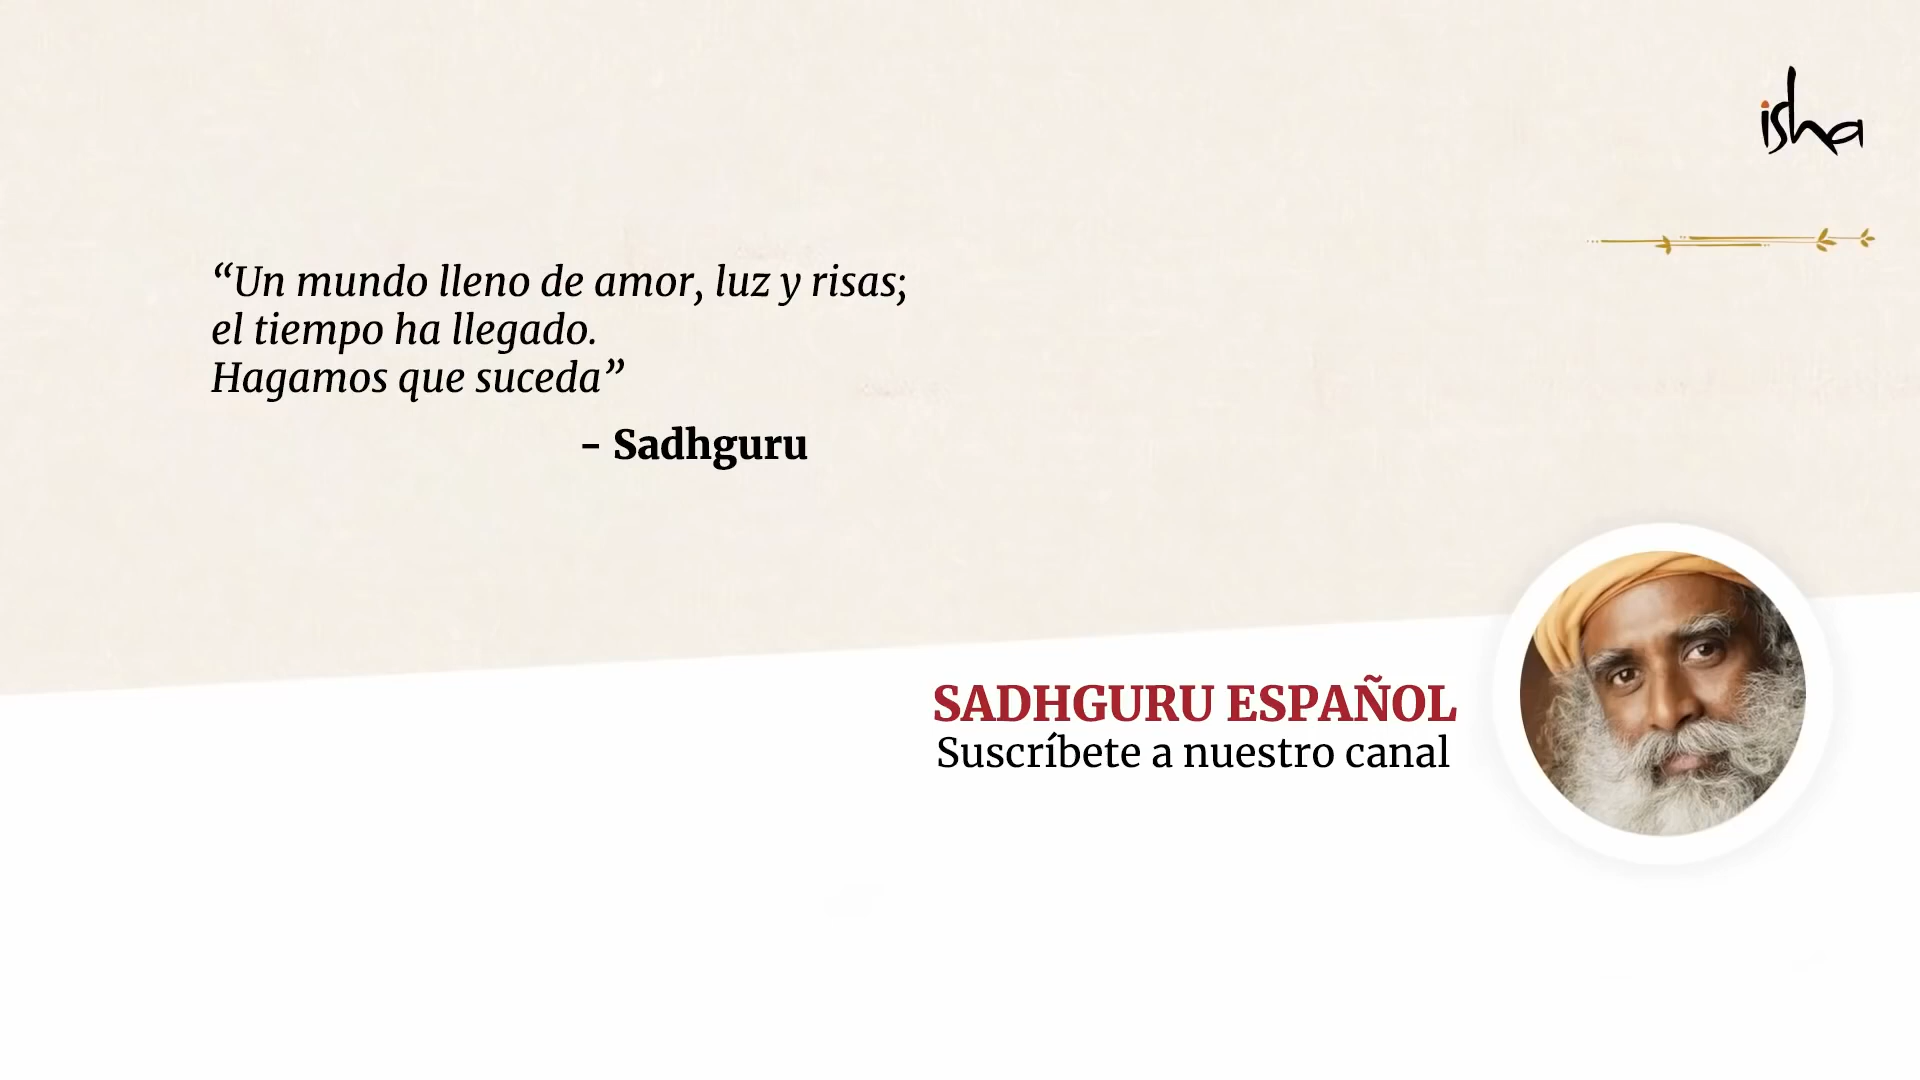 isha
“Un mundo lleno de amor, luz y risas;
el tiempo ha llegado.
Hagamos que suceda”
- Sadhguru
SADHGURU ESPAÑOL
Suscríbete a nuestro canal